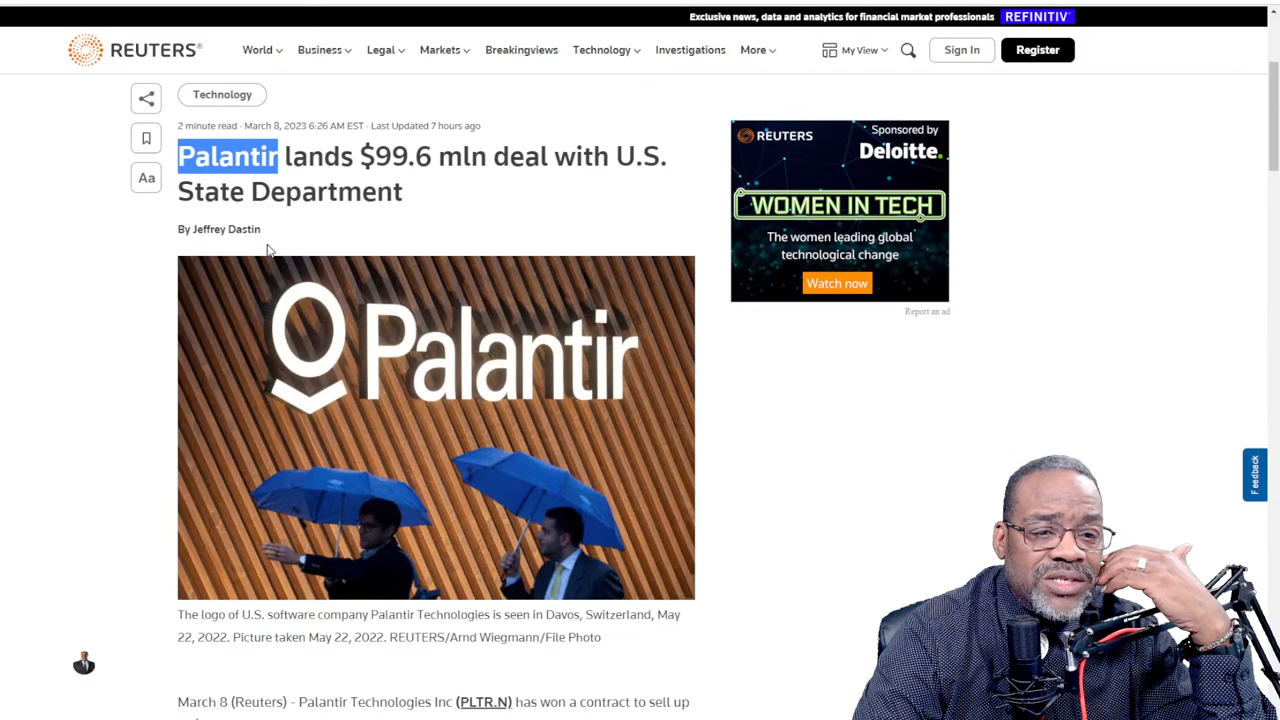 Exclusive news, data and analytics for financial market professionals REFINITIV
REUTERS® World Business Legal Markets Breakingviews Technology Investigations More My View Sign In Register
Technology
2 minute read · March 8, 2023 6:26 AM EST · Last Updated 7 hours ago
Aa
Palantir lands $99.6 mln deal with U.S.
State Department
By Jeffrey Dastin
Palantir
The logo of U.S. software company Palantir Technologies is seen in Davos, Switzerland, May
22, 2022. Picture taken May 22, 2022. REUTERS/Arnd Wiegmann/File Photo
March 8 (Reuters) - Palantir Technologies Inc (PLTR.N) has won a contract to sell up
REUTERS
Sponsored by
Deloitte.
WOMEN IN TECH
The women leading global
technological change
Watch now
Report an ad
Feedback